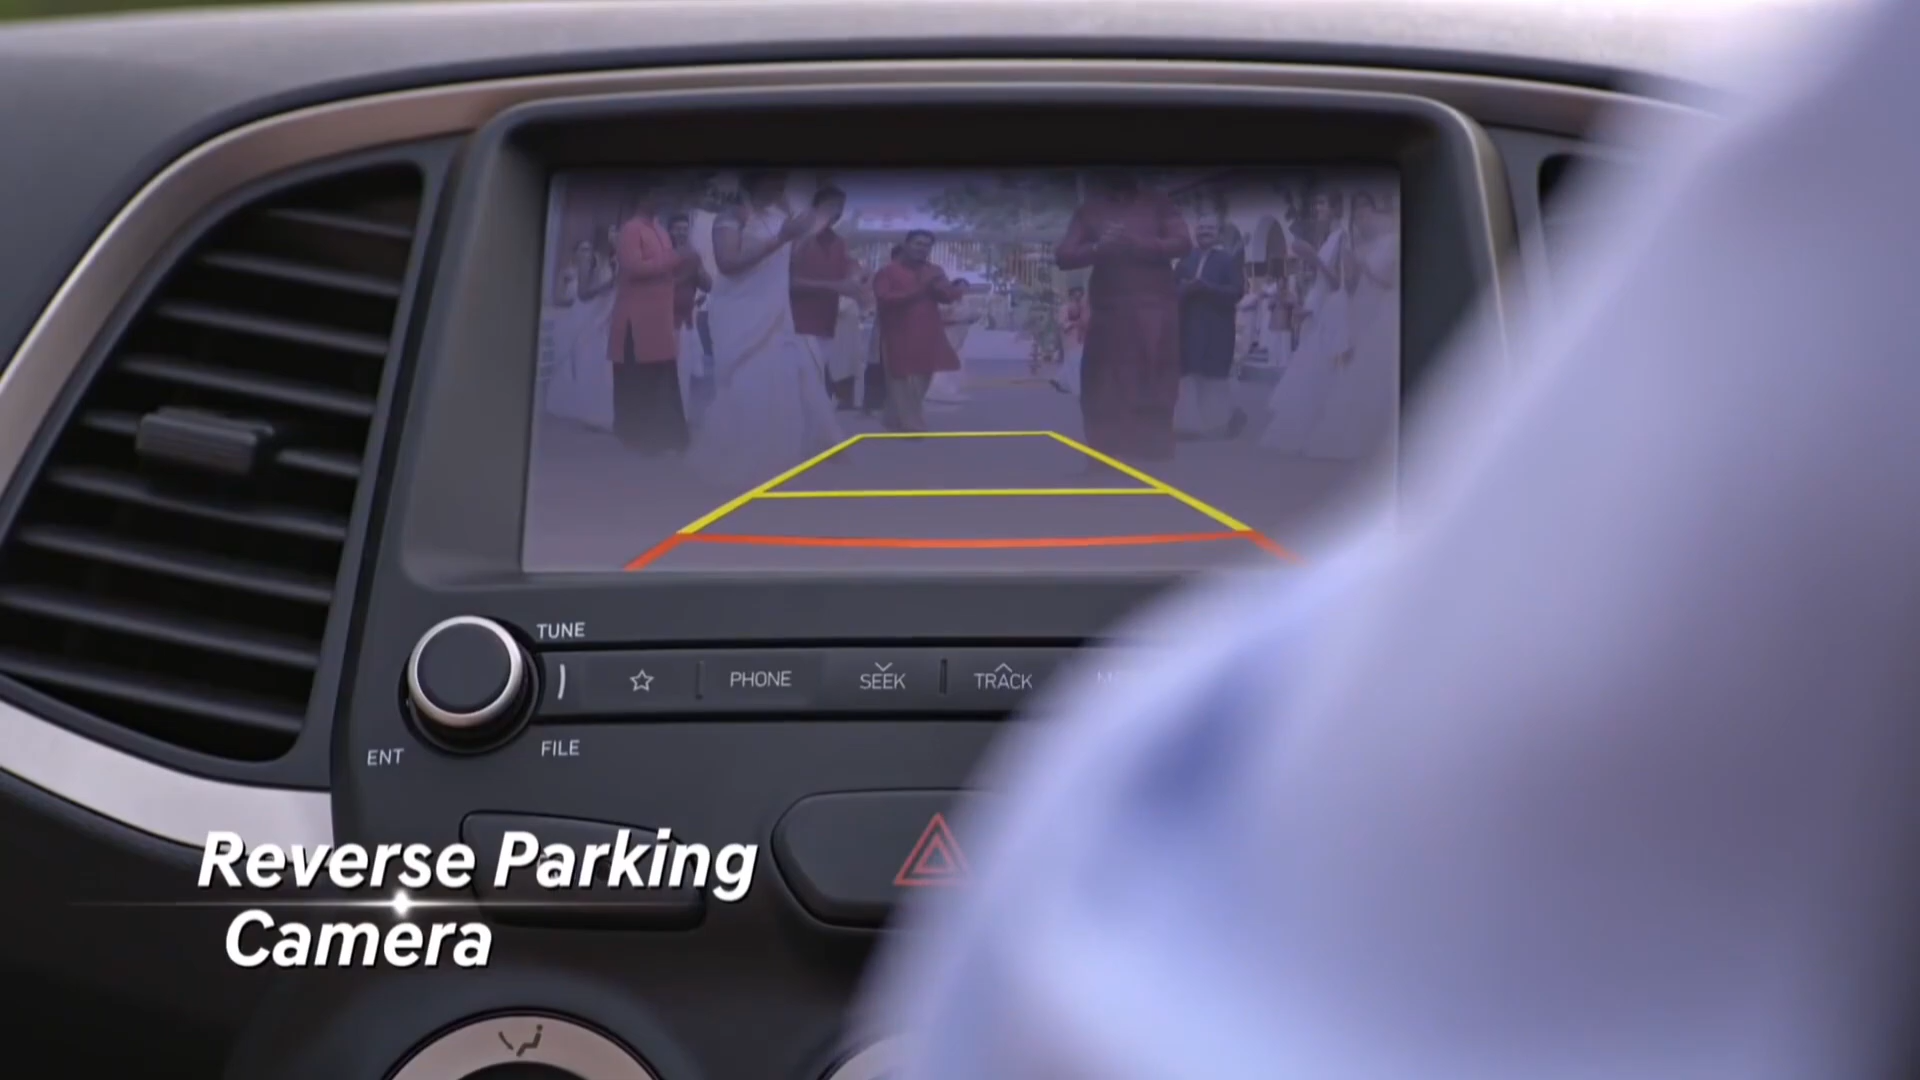 TUNE
PHONE
SEEK
TRACK
ENT
FILE
Reverse Parking
Camera